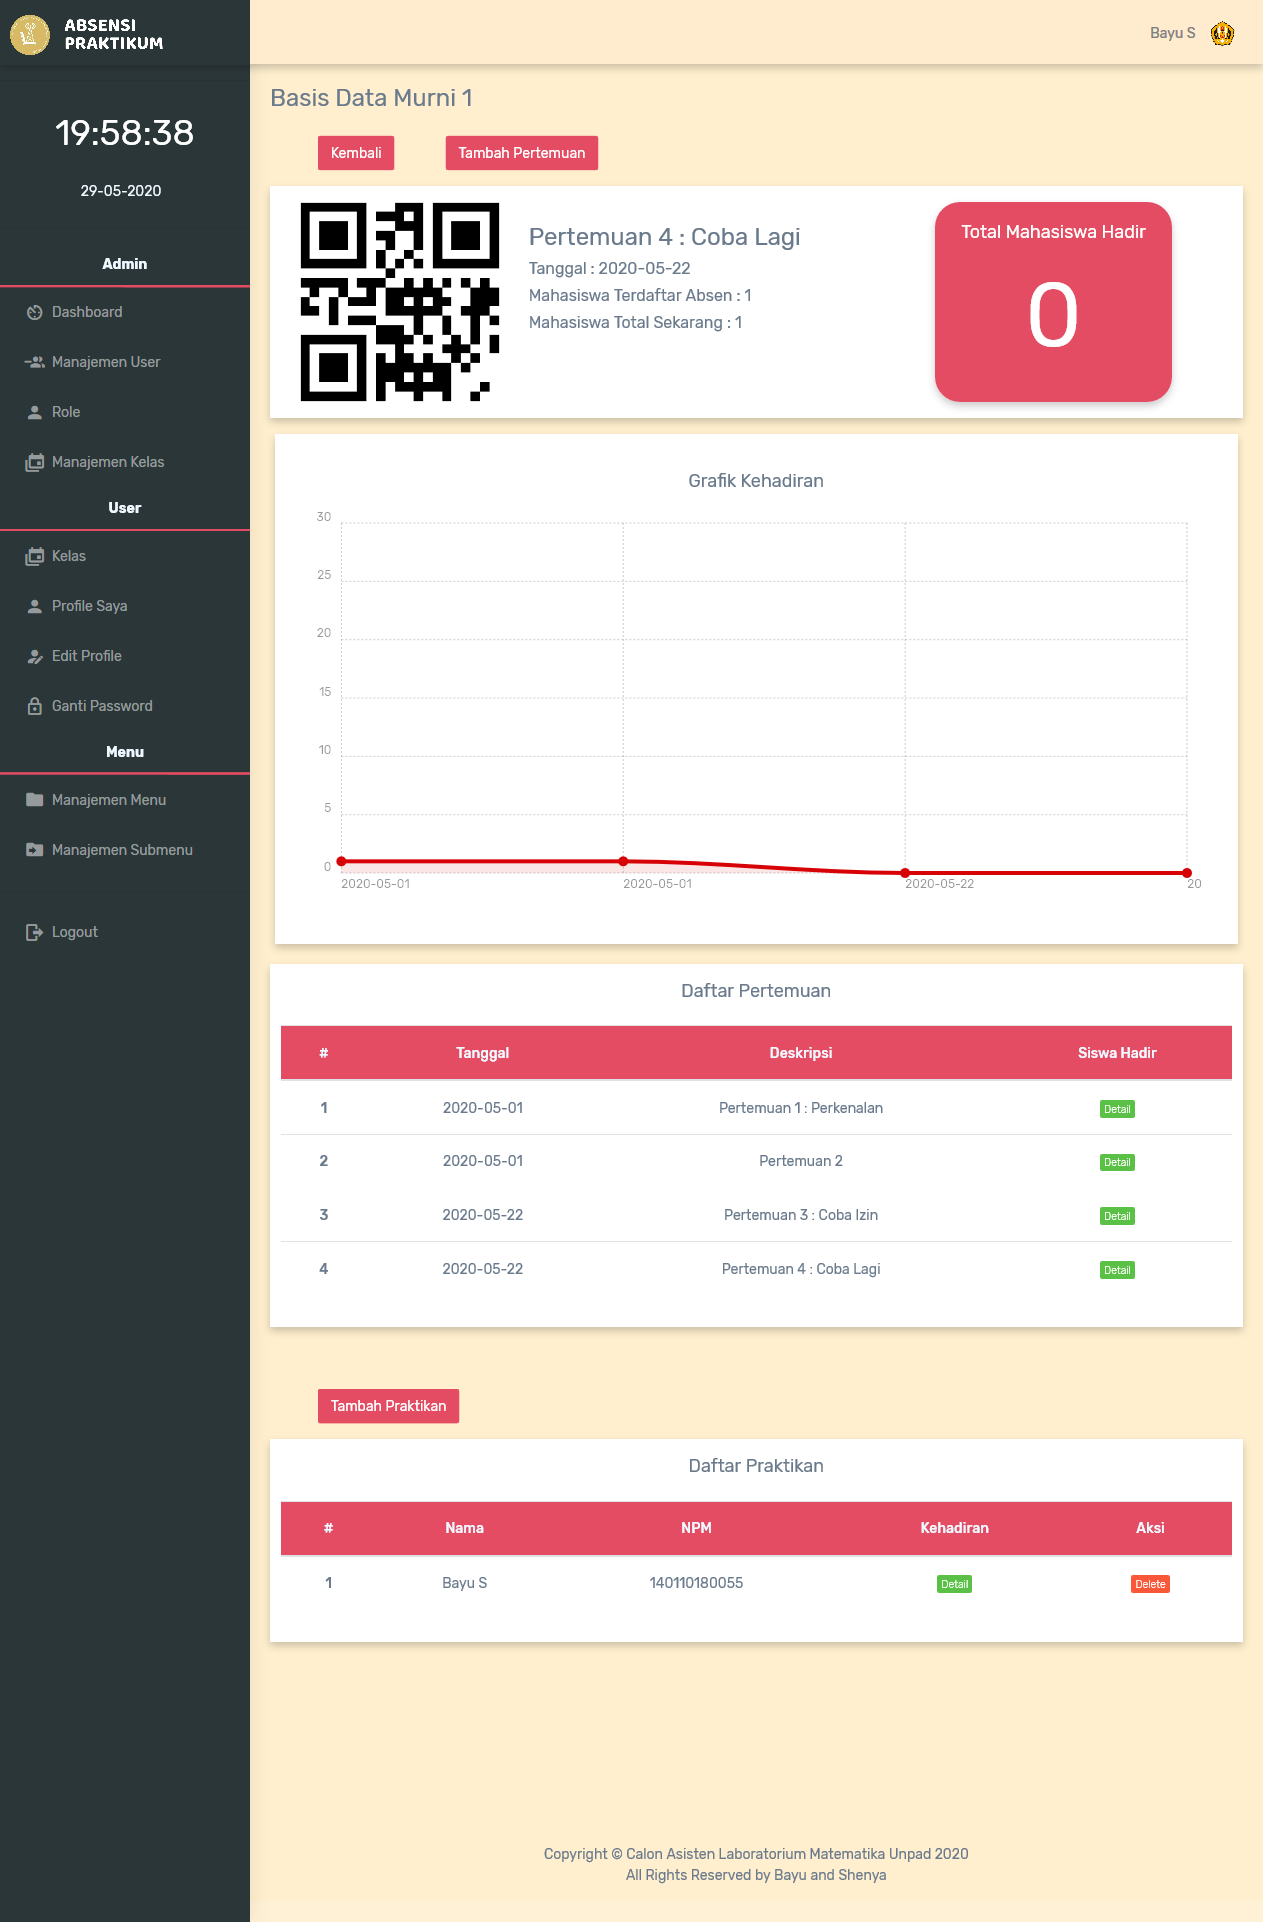 ABSENSI
PRAKTIKUM
19:58:38
29-05-2020
Admin
Dashboard
Manajemen User
Role
Manajemen Kelas
User
Kelas
Profile Saya
Edit Profile
Ganti Password
Menu
Manajemen Menu
Manajemen Submenu
Logout
Bayu S
Basis Data Murni 1
Kembali Tambah Pertemuan
Pertemuan 4 : Coba Lagi
Tanggal : 2020-05-22
Mahasiswa Terdaftar Absen : 1
Mahasiswa Total Sekarang : 1
Total Mahasiswa Hadir
0
Grafik Kehadiran
30
25
20
15
10
5
0
2020-05-01 2020-05-01 2020-05-22 20
Daftar Pertemuan
# Tanggal Deskripsi Siswa Hadir
1 2020-05-01 Pertemuan 1 : Perkenalan Detail
2 2020-05-01 Pertemuan 2 Detail
3 2020-05-22 Pertemuan 3 : Coba Izin Detail
4 2020-05-22 Pertemuan 4 : Coba Lagi Detail
Tambah Praktikan
Daftar Praktikan
# Nama NPM Kehadiran Aksi
1 Bayu S 140110180055 Detail Delete
Copyright © Calon Asisten Laboratorium Matematika Unpad 2020
All Rights Reserved by Bayu and Shenya